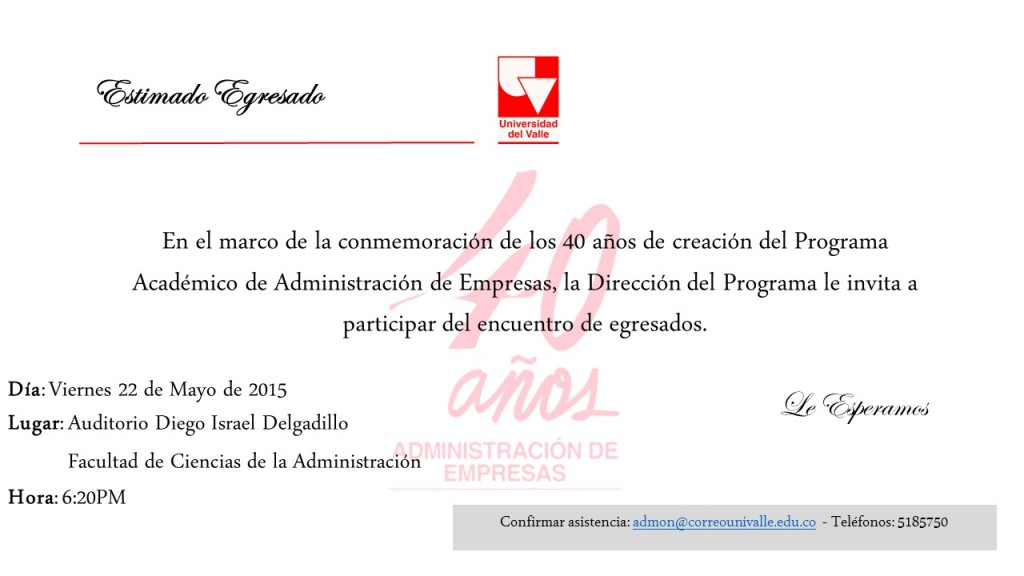 Estimado Egresado
Universidad
del Valle
En el marco de la conmemoración de los 40 años de creación del Programa
Académico de Administración de Empresas, la Dirección del Programa le invita a
participar del encuentro de egresados.
40
años
ADMINISTRACIÓN DE
EMPRESAS
Día: Viernes 22 de Mayo de 2015
Lugar: Auditorio Diego Israel Delgadillo
Facultad de Ciencias de la Administración
Hora: 6:20PM
Le Esperamos
Confirmar asistencia: admon@correounivalle.edu.co - Teléfonos: 5185750